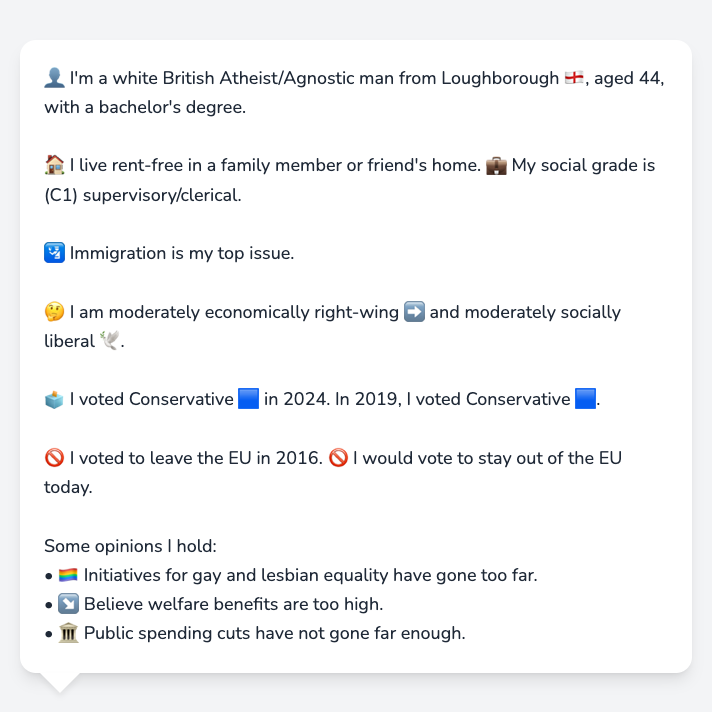 👤 I'm a white British Atheist/Agnostic man from Loughborough 🏴󠁧󠁢󠁥󠁮󠁧󠁿, aged 44,
with a bachelor's degree.
🏠 I live rent-free in a family member or friend's home. 💼 My social grade is
(C1) supervisory/clerical.
🛂 Immigration is my top issue.
🤔 I am moderately economically right-wing ➡️ and moderately socially
liberal 🕊️.
🗳️ I voted Conservative 🟦 in 2024. In 2019, I voted Conservative 🟦.
🚫 I voted to leave the EU in 2016. 🚫 I would vote to stay out of the EU
today.
Some opinions I hold:
• 🏳️‍🌈 Initiatives for gay and lesbian equality have gone too far.
• ↘️ Believe welfare benefits are too high.
• 🏛️ Public spending cuts have not gone far enough.